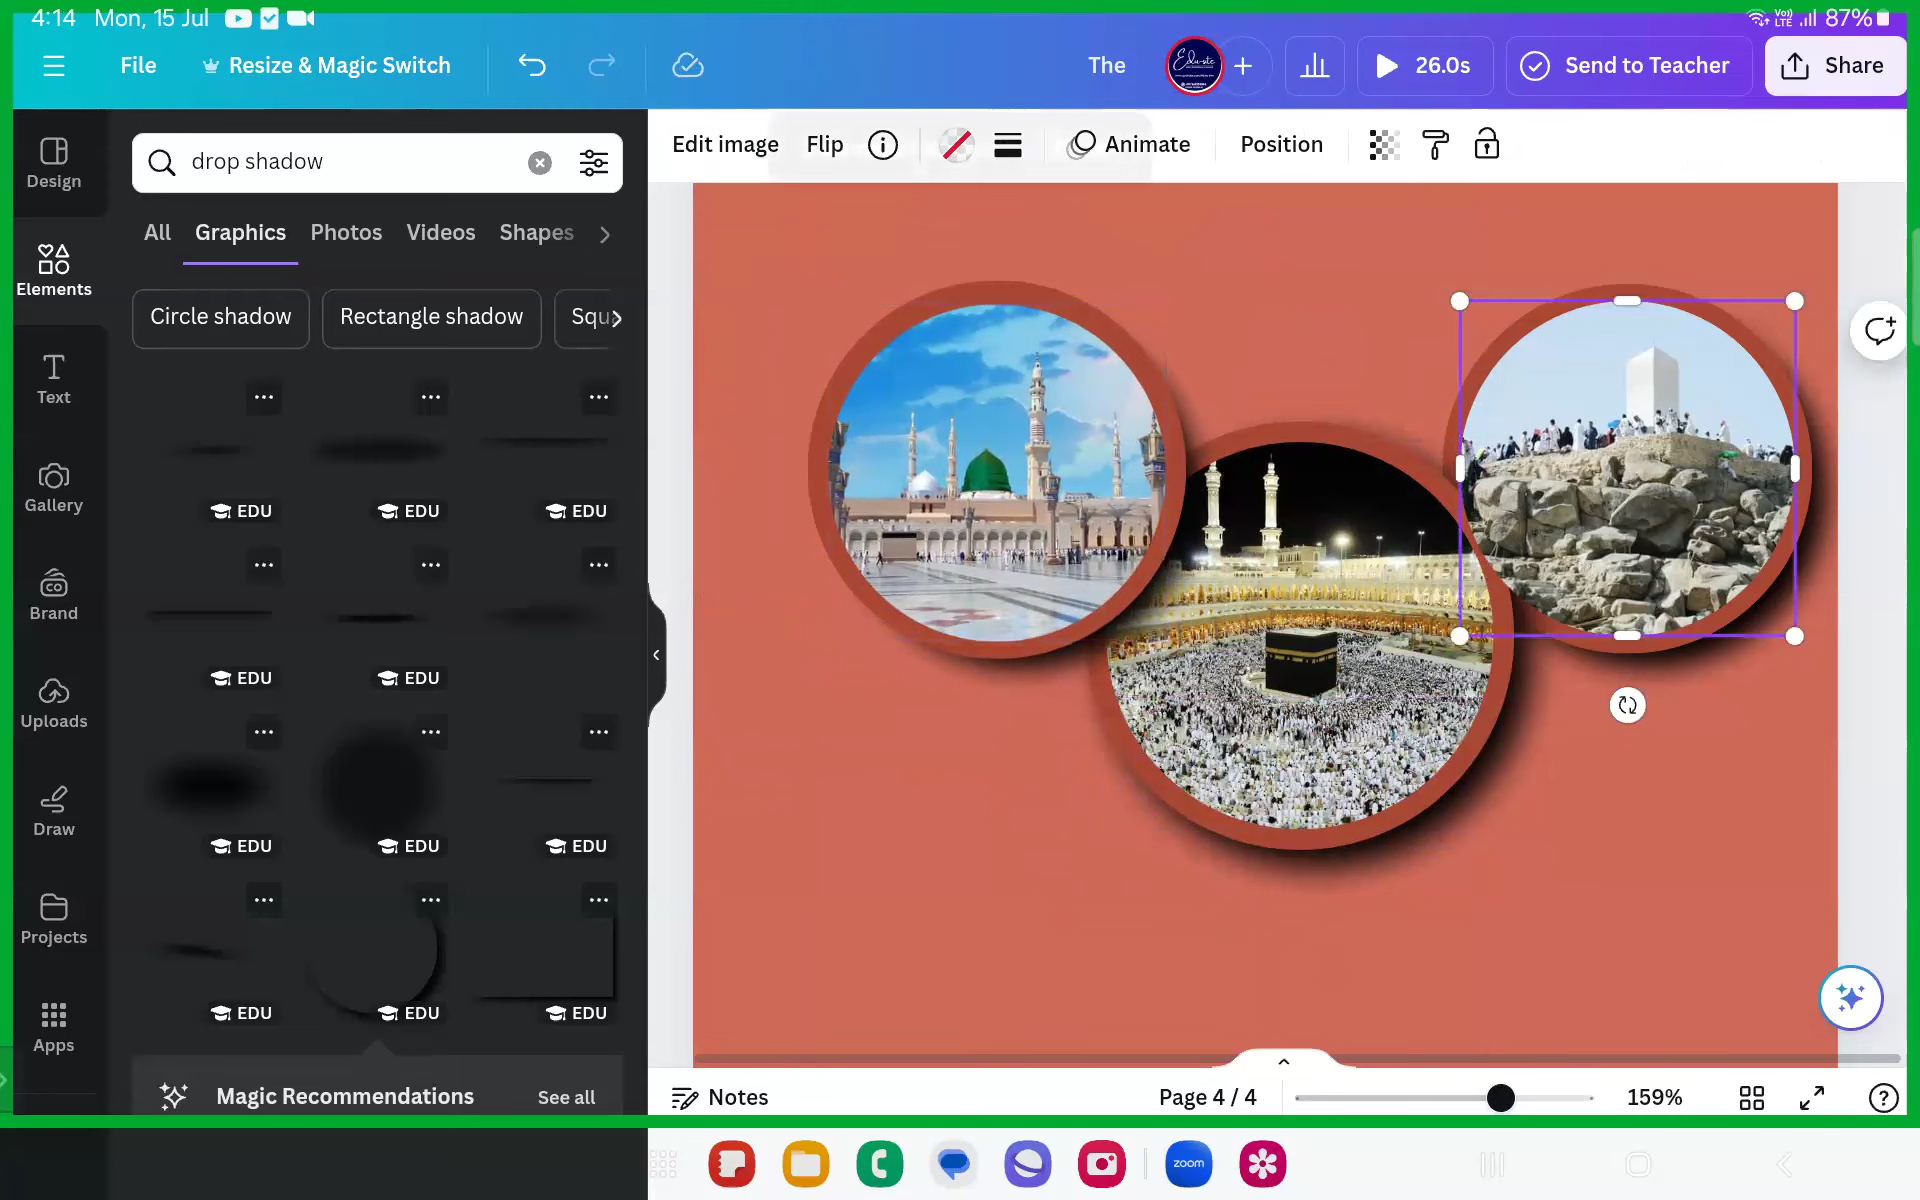 4:14 Mon, 15 Jul
87%
File
Resize & Magic Switch
The
26.0s
Send to Teacher
Share
Edit image
Flip
Animate
Position
drop shadow
All
Graphics
Photos
Videos
Shapes
Circle shadow
Rectangle shadow
Squ
Design
Elements
Text
Gallery
Brand
Uploads
Draw
Projects
Apps
EDU
EDU
EDU
EDU
EDU
EDU
EDU
EDU
EDU
EDU
EDU
Magic Recommendations
See all
Notes
Page 4 / 4
159%
zoom